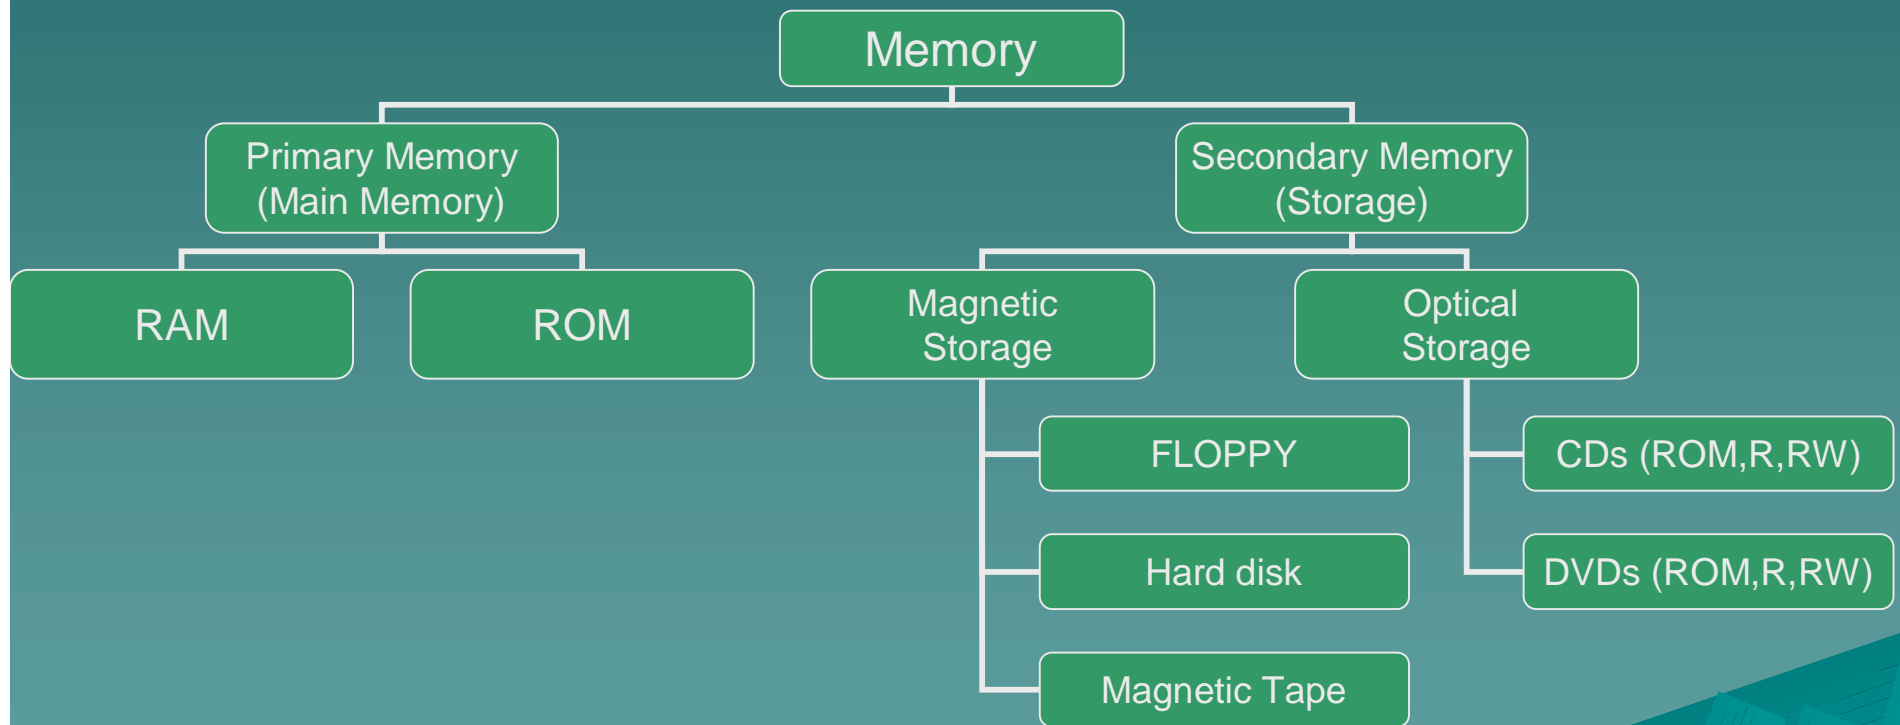 Memory
Primary Memory
(Main Memory)
Secondary Memory
(Storage)
RAM
ROM
Magnetic
Storage
Optical
Storage
FLOPPY
CDs (ROM,R,RW)
Hard disk
DVDs (ROM,R,RW)
Magnetic Tape